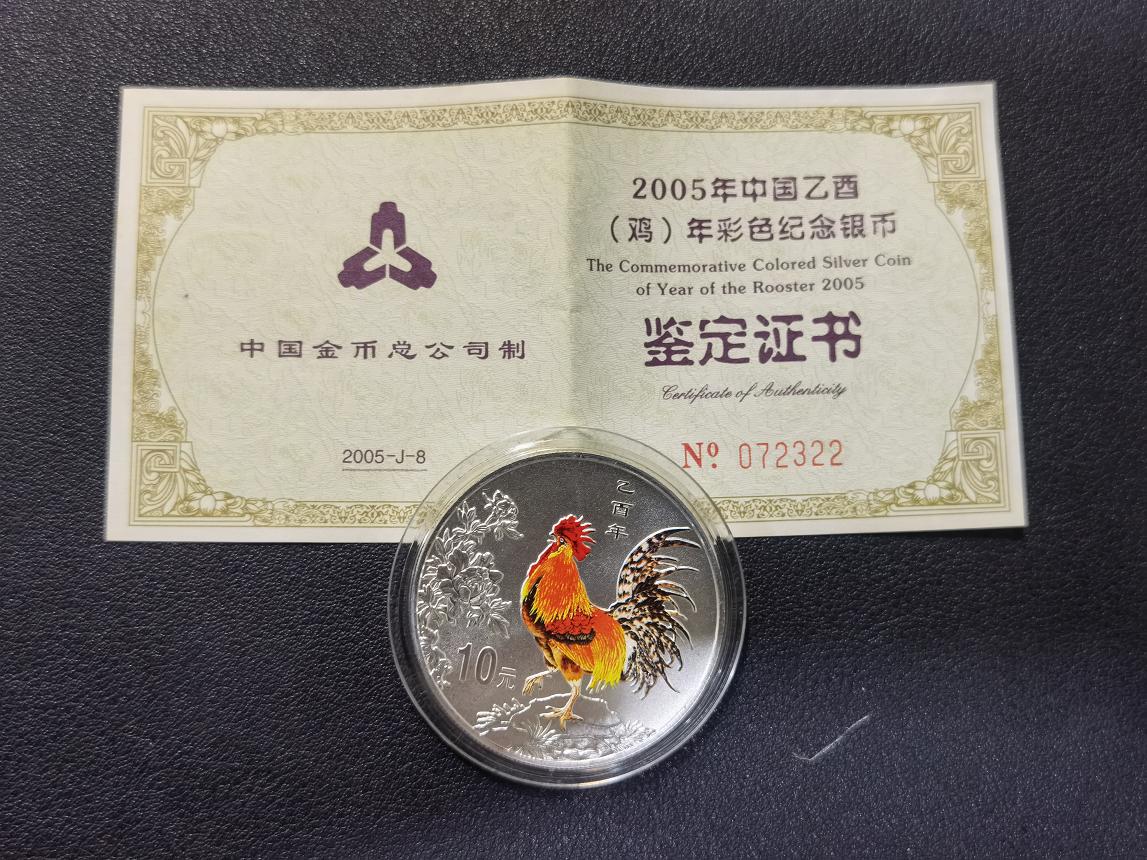 中国金币总公司制
2005-J-8
2005年中国乙酉
（鸡）年彩色纪念银币
The Commemorative Colored Silver Coin
of Year of the Rooster 2005
鉴定证书
Certificate of Authenticity
Nº 072322
乙酉年
10元